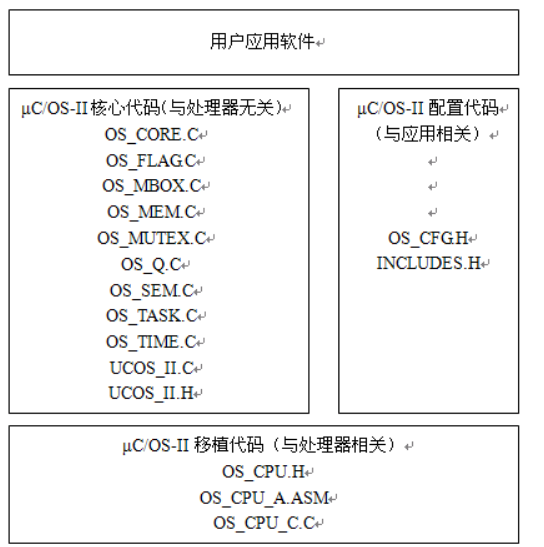 用户应用软件↵
μC/OS-II核心代码(与处理器无关)↵
OS_CORE.C↵
OS_FLAG.C↵
OS_MBOX.C↵
OS_MEM.C↵
OS_MUTEX.C↵
OS_Q.C↵
OS_SEM.C↵
OS_TASK.C↵
OS_TIME.C↵
UCOS_II.C↵
UCOS_II.H↵
μC/OS-II 配置代码↵
（与应用相关）↵
↵
↵
↵
OS_CFG.H↵
INCLUDES.H↵
μC/OS-II 移植代码（与处理器相关）↵
OS_CPU.H↵
OS_CPU_A.ASM↵
OS_CPU_C.C↵